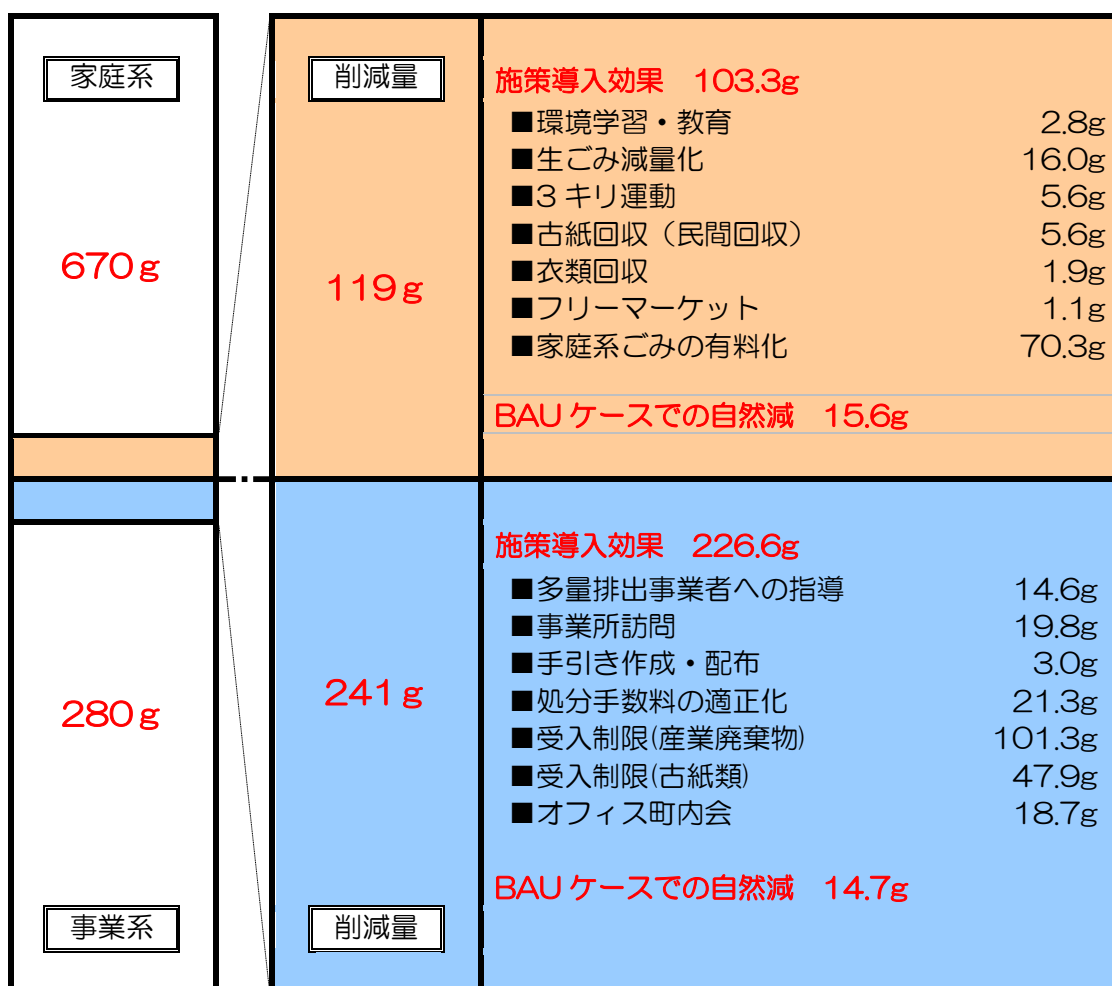 家庭系
670g
削減量
119g
施策導入効果 103.3g
■環境学習・教育 2.8g
■生ごみ減量化 16.0g
■3キリ運動 5.6g
■古紙回収（民間回収） 5.6g
■衣類回収 1.9g
■フリーマーケット 1.1g
■家庭系ごみの有料化 70.3g
BAUケースでの自然減 15.6g
280g
事業系
241g
削減量
施策導入効果 226.6g
■多量排出事業者への指導 14.6g
■事業所訪問 19.8g
■手引き作成・配布 3.0g
■処分手数料の適正化 21.3g
■受入制限(産業廃棄物) 101.3g
■受入制限(古紙類) 47.9g
■オフィス町内会 18.7g
BAUケースでの自然減 14.7g